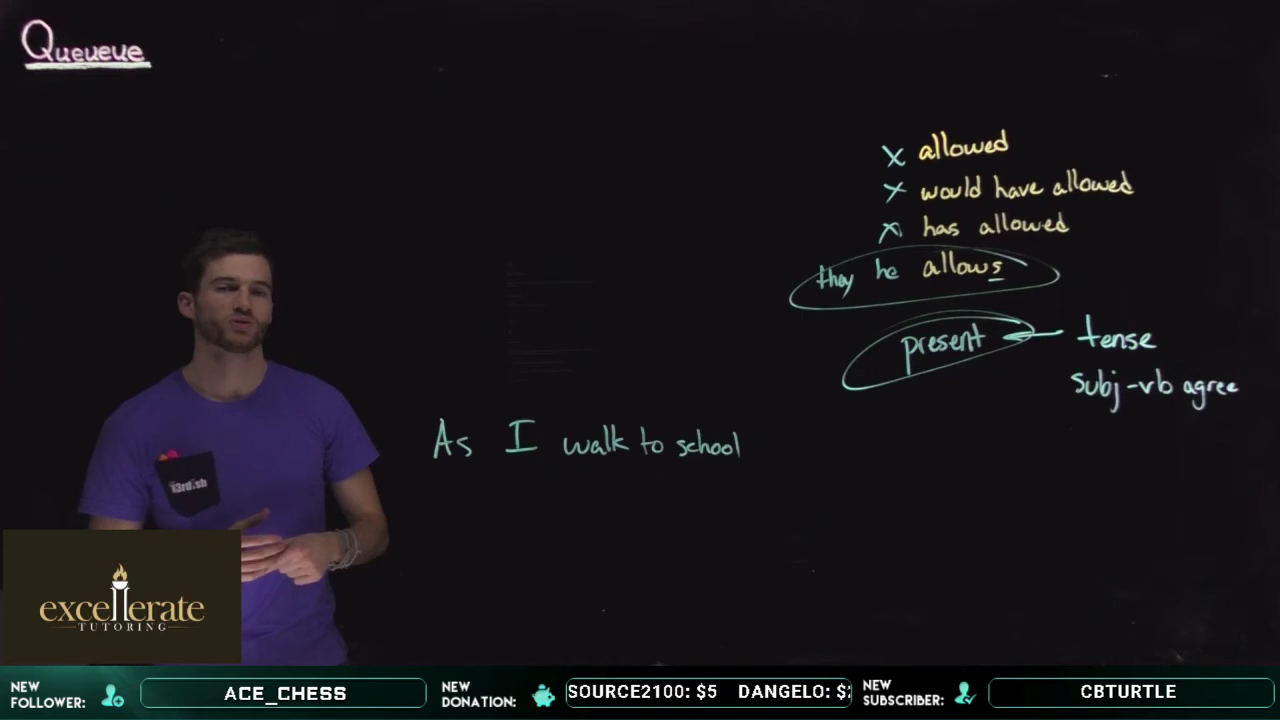 Queueue
x allowed
x would have allowed
x has allowed
they he allows
present
tense
subj-vb agree
As I walk to school
excellerate
TUTORING
NEW FOLLOWER:
ACE_CHESS
NEW DONATION:
SOURCE2100: $5 DANGELO:
NEW SUBSCRIBER:
CBTURTLE